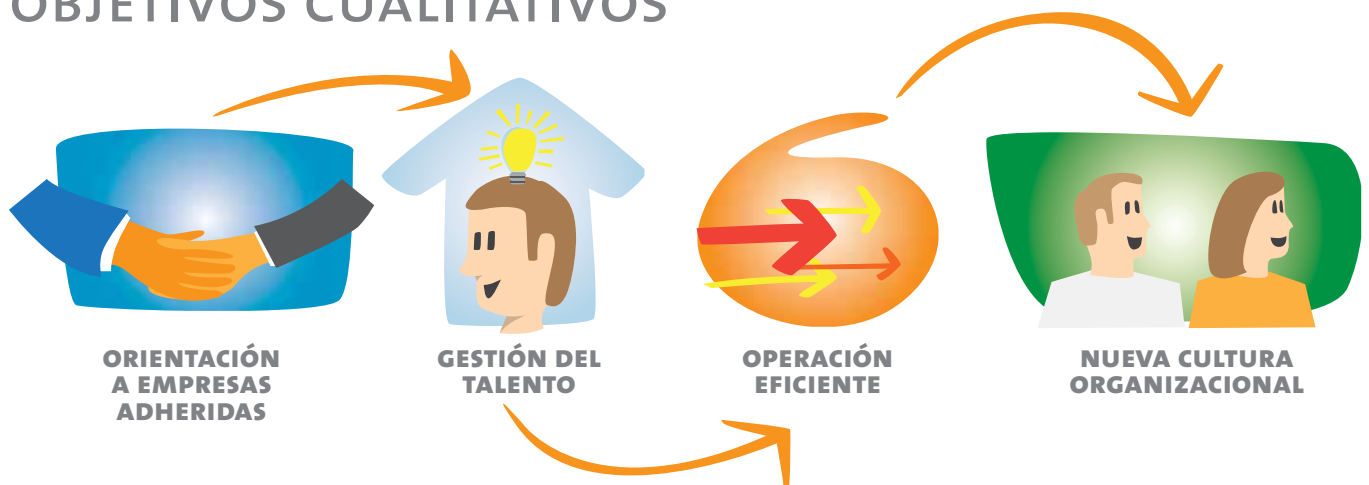 OBJETIVOS CUALITATIVOS
ORIENTACIÓN
A EMPRESAS
ADHERIDAS
GESTIÓN DEL
TALENTO
OPERACIÓN
EFICIENTE
NUEVA CULTURA
ORGANIZACIONAL